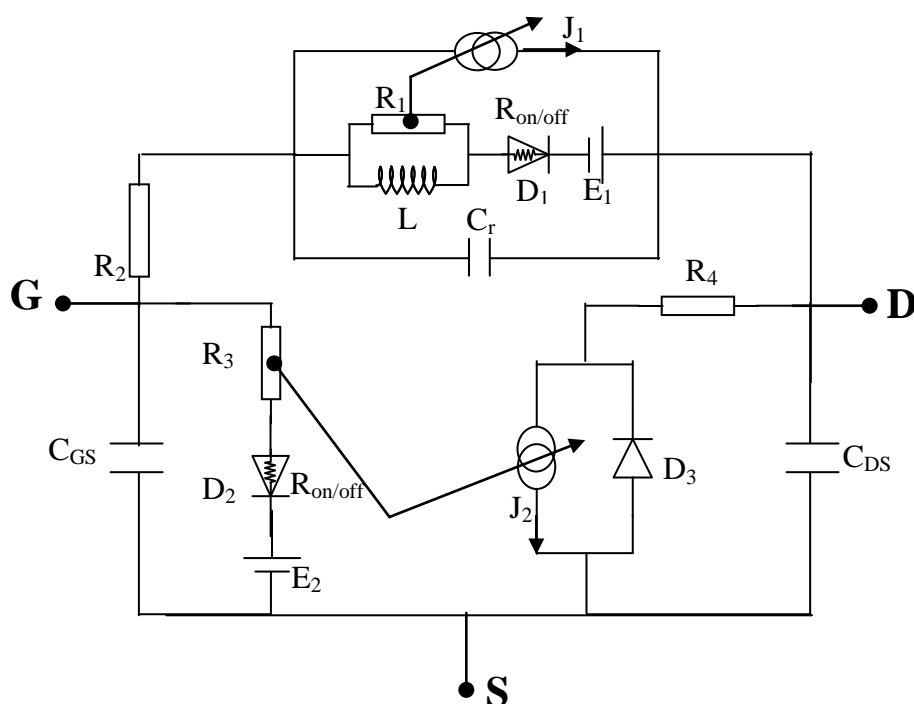 J₁
R₁
Ron/off
D₁
E₁
L
Cr
R₂
R₄
G
D
R₃
CGS
D₂
Ron/off
J₂
D₃
CDS
E₂
S